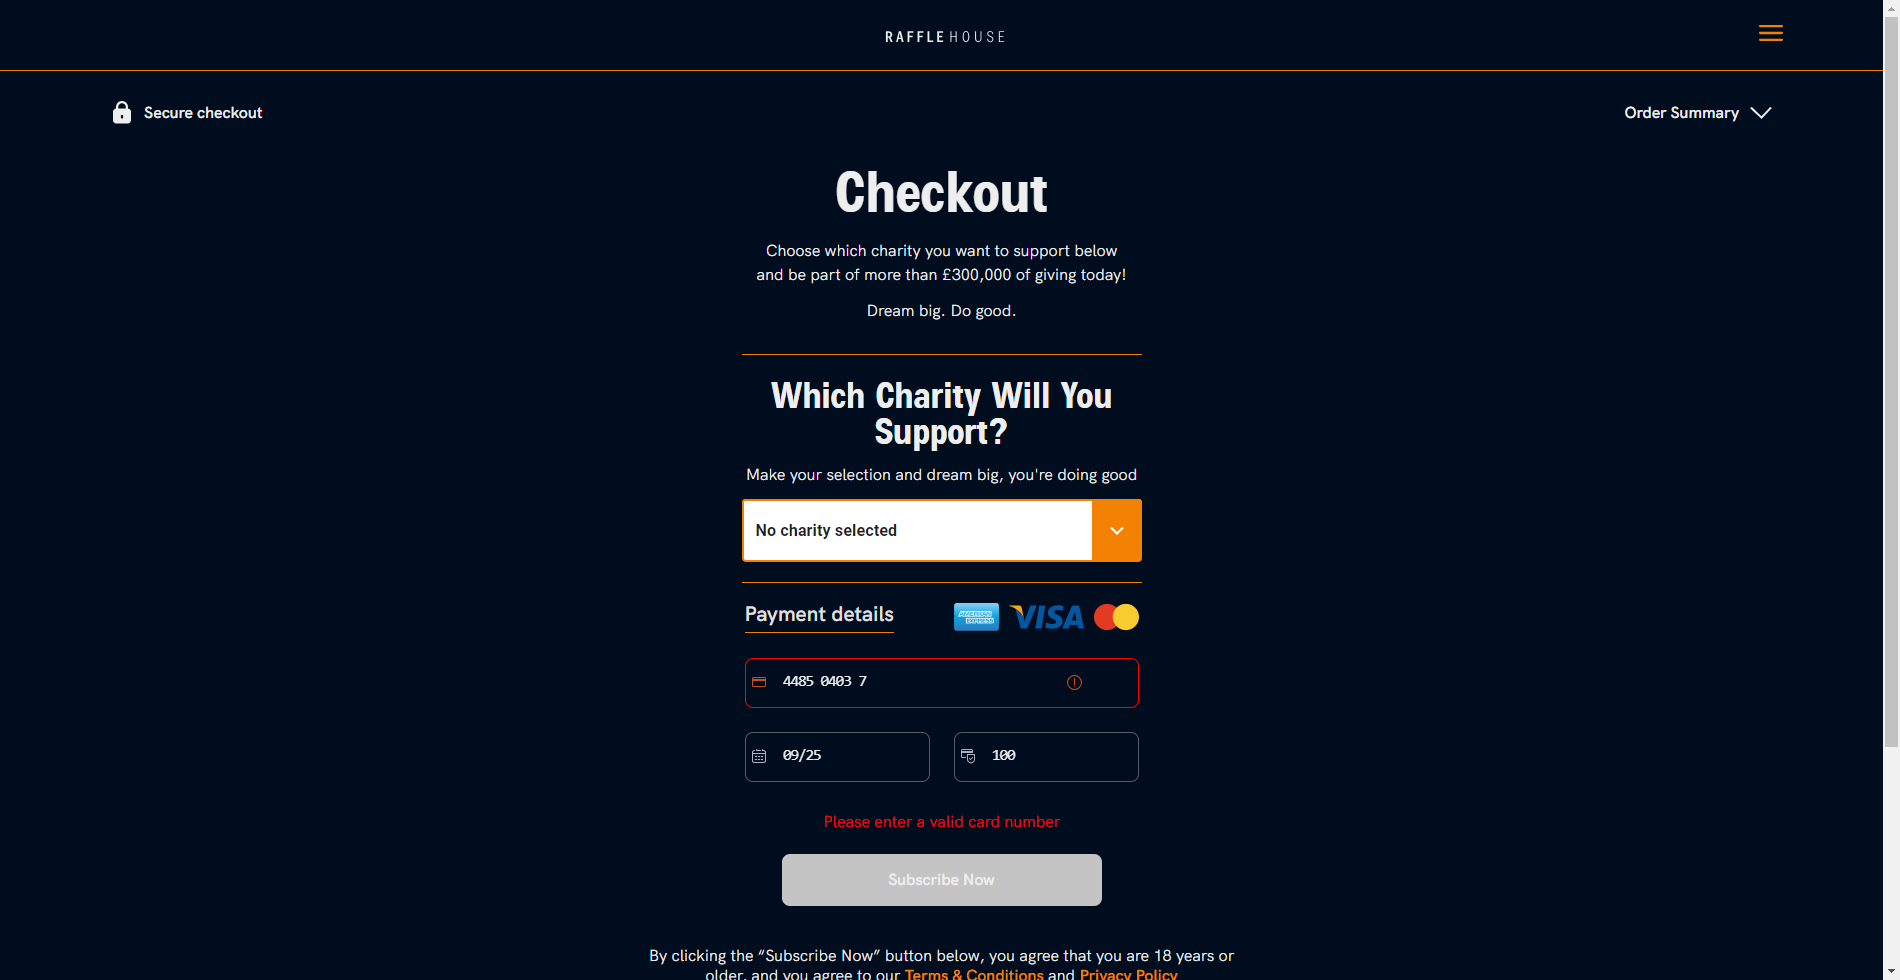 RAFFLE HOUSE
Secure checkout
Order Summary
Checkout
Choose which charity you want to support below
and be part of more than £300,000 of giving today!
Dream big. Do good.
Which Charity Will You
Support?
Make your selection and dream big, you're doing good
No charity selected
Payment details
AMERICAN
EXPRESS
VISA
4485 0403 7
09/25
100
Please enter a valid card number
Subscribe Now
By clicking the “Subscribe Now” button below, you agree that you are 18 years or
older, and you agree to our Terms & Conditions and Privacy Policy